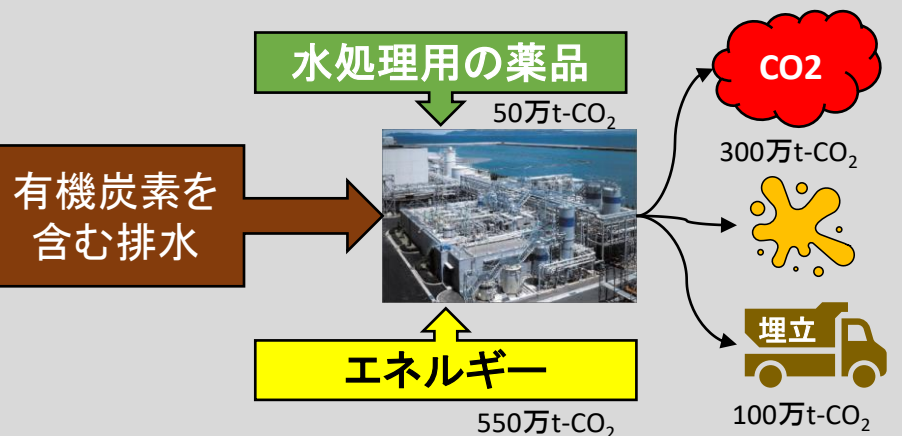 水処理用の薬品
50万t-CO₂
CO2
300万t-CO₂
有機炭素を
含む排水
埋立
100万t-CO₂
エネルギー
550万t-CO₂